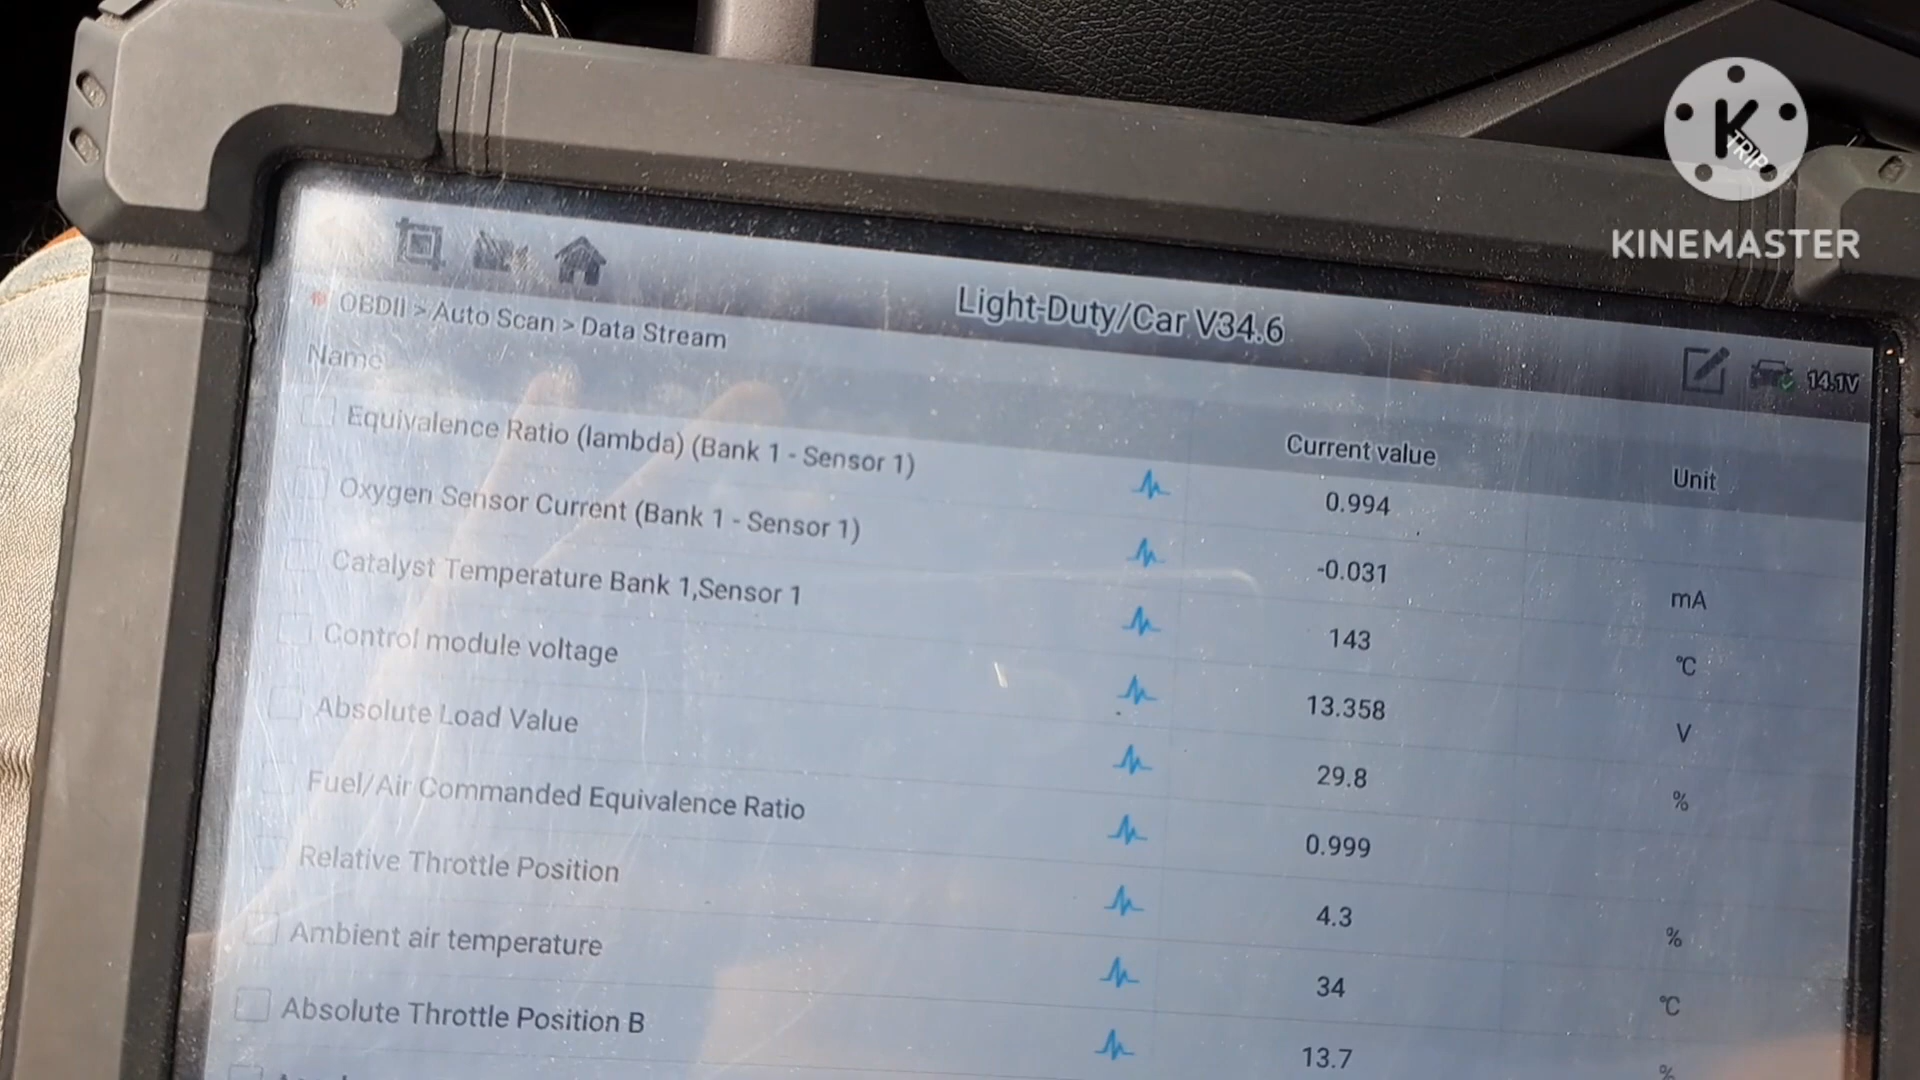 K
TRIP
KINEMASTER
Light-Duty/Car V34.6
14.1V
OBDII > Auto Scan > Data Stream
Name Current value Unit
Equivalence Ratio (lambda) (Bank 1 - Sensor 1) 0.994
Oxygen Sensor Current (Bank 1 - Sensor 1) -0.031 mA
Catalyst Temperature Bank 1,Sensor 1 143 °C
Control module voltage 13.358 V
Absolute Load Value 29.8 %
Fuel/Air Commanded Equivalence Ratio 0.999
Relative Throttle Position 4.3 %
Ambient air temperature 34 °C
Absolute Throttle Position B 13.7 %